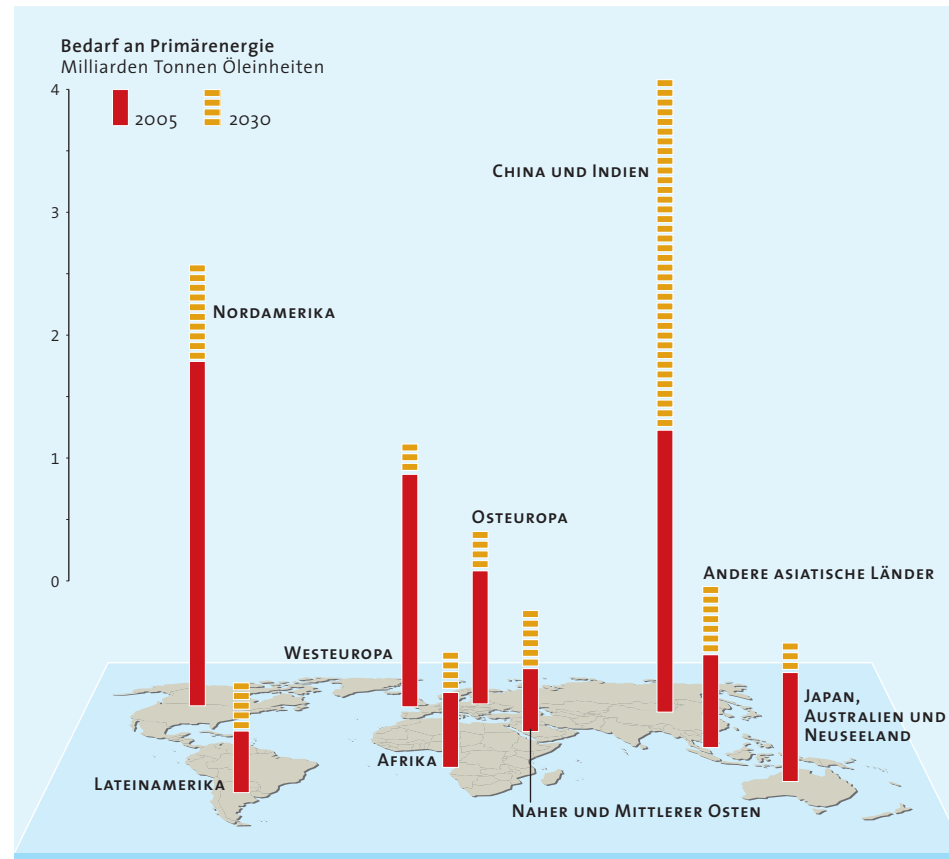 Bedarf an Primärenergie
Milliarden Tonnen Öleinheiten
4
2005 2030
China und Indien
3
Nordamerika
2
1
Osteuropa
Andere asiatische Länder
0
Westeuropa
Japan,
Australien und
Neuseeland
Afrika
Lateinamerika
Naher und Mittlerer Osten